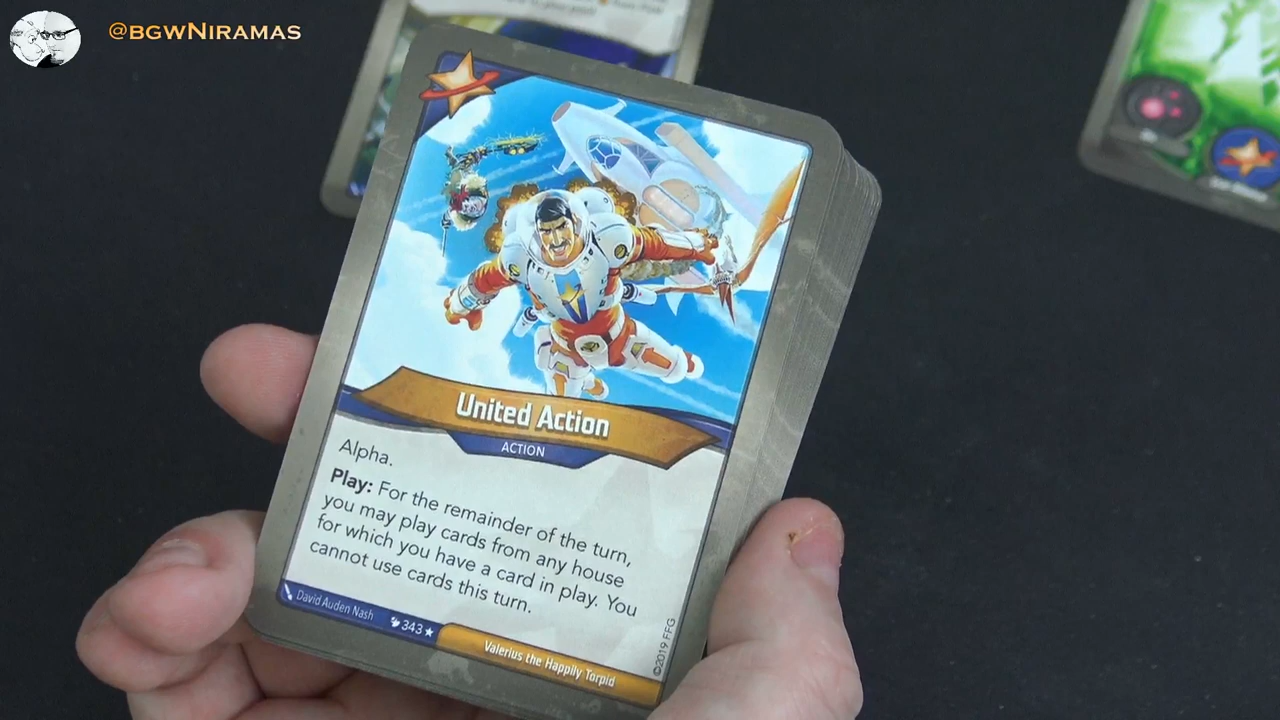 @BGWNIRAMAS
United Action
ACTION
Alpha.
Play: For the remainder of the turn,
you may play cards from any house
for which you have a card in play. You
cannot use cards this turn.
David Auden Nash
343
Valerius the Happily Torpid
©2019 FFG